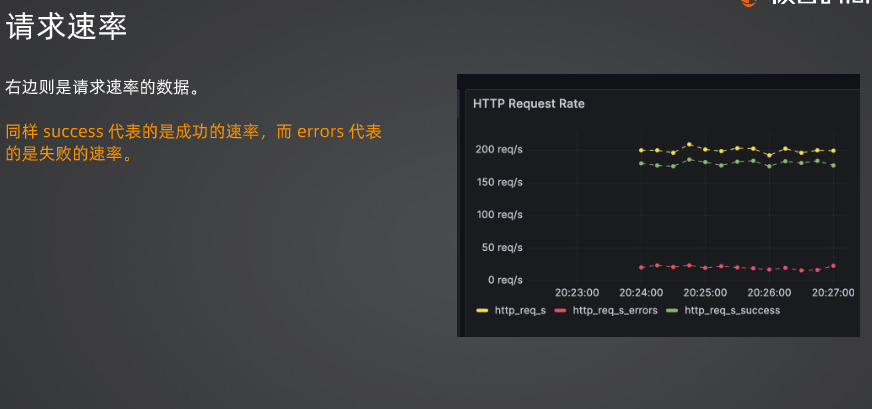 请求速率
右边则是请求速率的数据。
同样 success 代表的是成功的速率，而 errors 代表
的是失败的速率。
HTTP Request Rate
200 req/s
150 req/s
100 req/s
50 req/s
0 req/s
20:23:00 20:24:00 20:25:00 20:26:00 20:27:00
http_req_s http_req_s_errors http_req_s_success